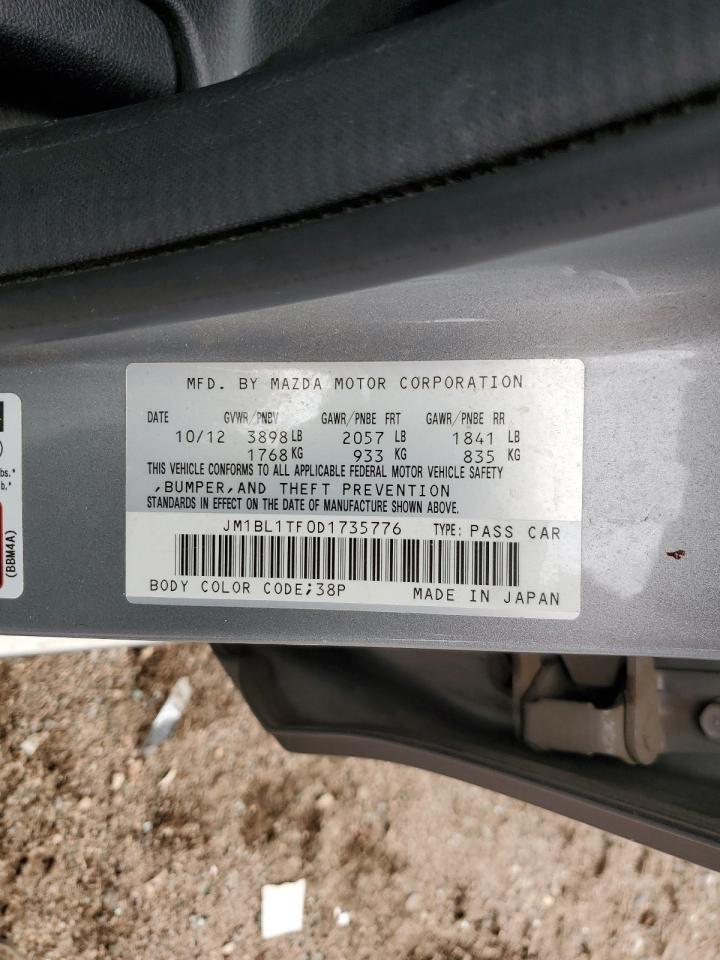 MFD. BY MAZDA MOTOR CORPORATION
DATE GVWR/PNBV GAWR/PNBE FRT GAWR/PNBE RR
10/12 3898 LB 2057 LB 1841 LB
1768 KG 933 KG 835 KG
THIS VEHICLE CONFORMS TO ALL APPLICABLE FEDERAL MOTOR VEHICLE SAFETY
,BUMPER,AND THEFT PREVENTION
STANDARDS IN EFFECT ON THE DATE OF MANUFACTURE SHOWN ABOVE.
JM1BL1TF0D1735776 TYPE: PASS CAR
BODY COLOR CODE;38P MADE IN JAPAN
(BBM4A)